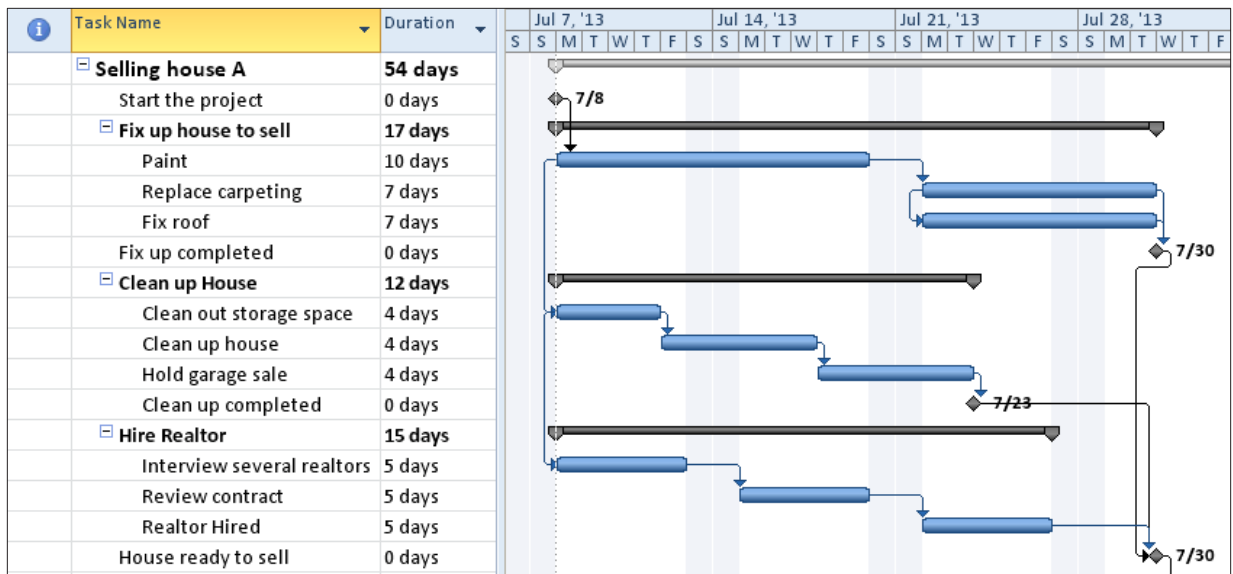 Task Name Duration Jul 7, '13 Jul 14, '13 Jul 21, '13 Jul 28, '13
S S M T W T F S S M T W T F S S M T W T F S S M T W T F
Selling house A 54 days
Start the project 0 days 7/8
Fix up house to sell 17 days
Paint 10 days
Replace carpeting 7 days
Fix roof 7 days
Fix up completed 0 days 7/30
Clean up House 12 days
Clean out storage space 4 days
Clean up house 4 days
Hold garage sale 4 days
Clean up completed 0 days 7/23
Hire Realtor 15 days
Interview several realtors 5 days
Review contract 5 days
Realtor Hired 5 days
House ready to sell 0 days 7/30